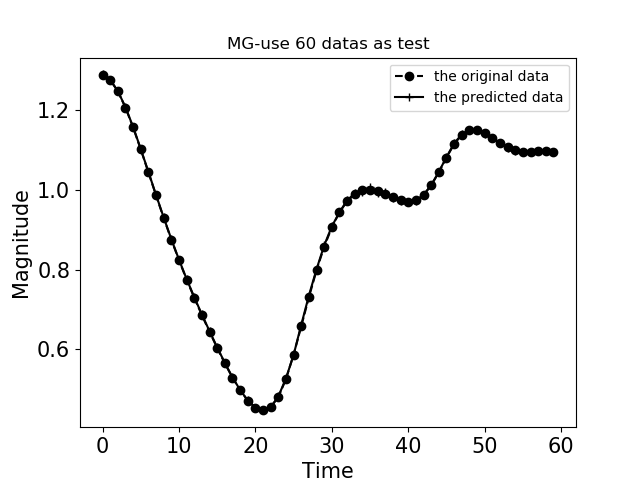 MG-use 60 datas as test
the original data
the predicted data
1.2
1.0
0.8
0.6
Magnitude
0 10 20 30 40 50 60
Time